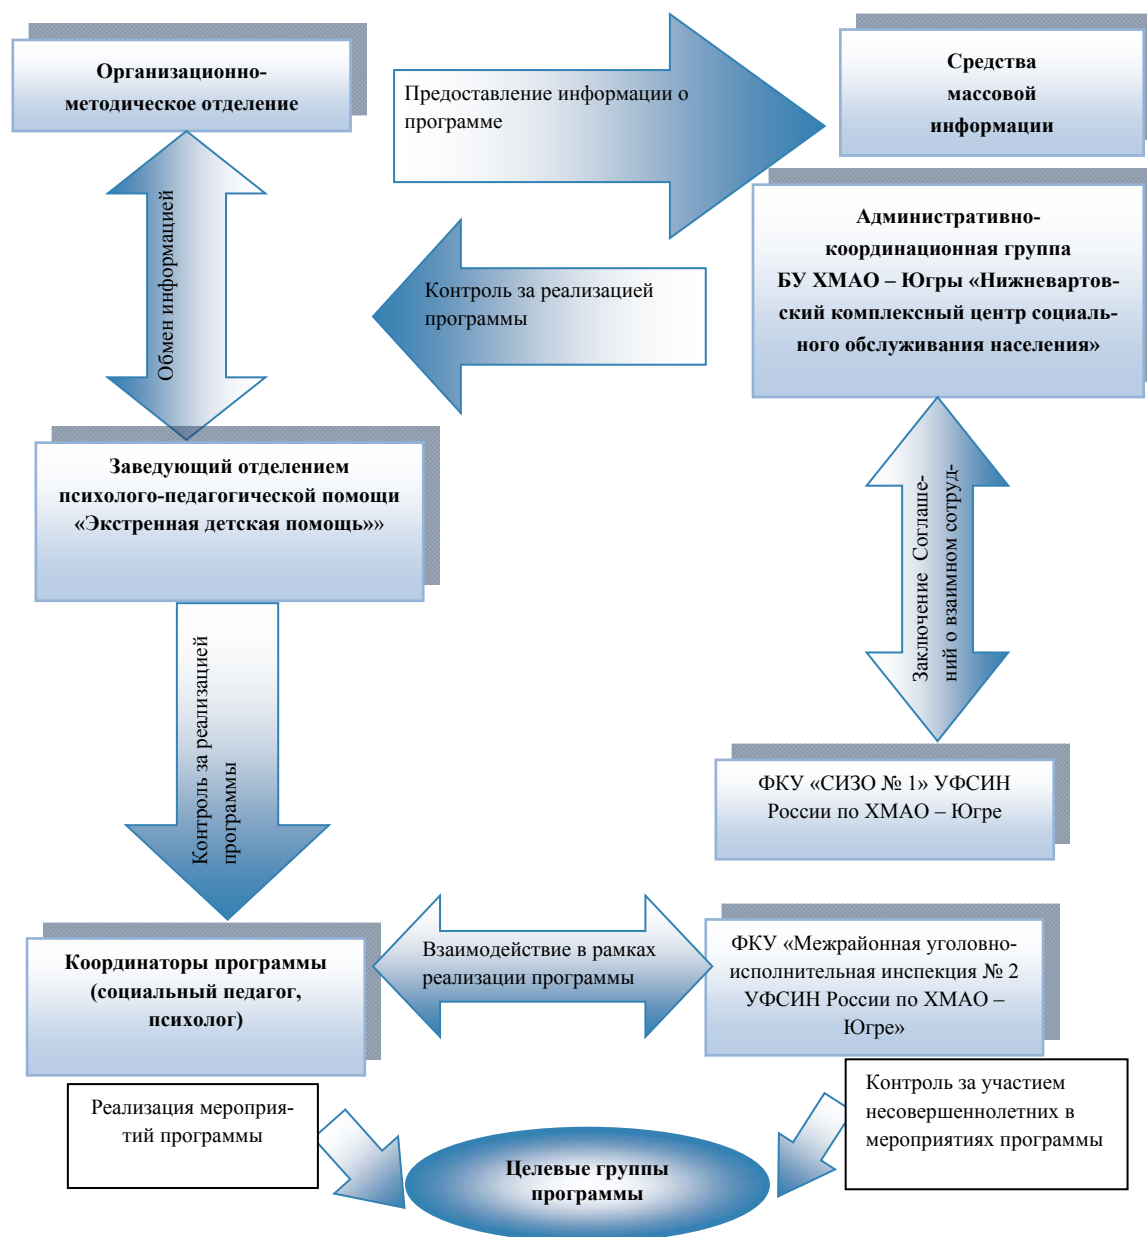 Организационно-
методическое отделение
Предоставление информации о
программе
Средства
массовой
информации
Обмен информацией
Административно-
координационная группа
БУ ХМАО – Югры «Нижневартов-
ский комплексный центр социаль-
ного обслуживания населения»
Контроль за реализацией
программы
Заведующий отделением
психолого-педагогической помощи
«Экстренная детская помощь»»
Заключение Соглаше-
ний о взаимном сотруд-
Контроль за реализацией
программы
ФКУ «СИЗО № 1» УФСИН
России по ХМАО – Югре
Координаторы программы
(социальный педагог,
психолог)
Взаимодействие в рамках
реализации программы
ФКУ «Межрайонная уголовно-
исполнительная инспекция № 2
УФСИН России по ХМАО –
Югре»
Реализация мероприя-
тий программы
Контроль за участием
несовершеннолетних в
мероприятиях программы
Целевые группы
программы